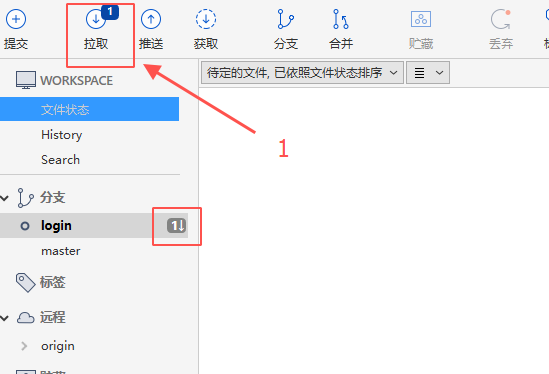 提交 拉取 1 推送 获取 分支 合并 贮藏 丢弃
WORKSPACE
待定的文件, 已依照文件状态排序
文件状态
History
1
Search
分支
login 1↓
master
标签
远程
origin